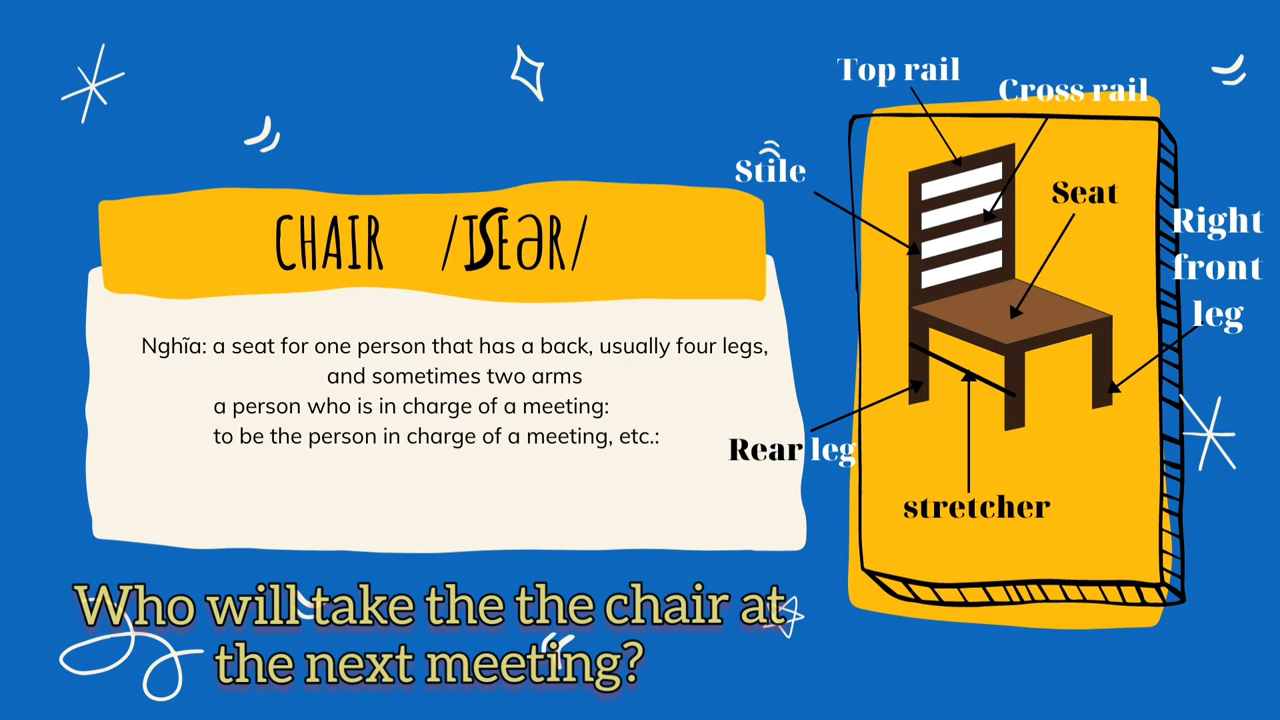 Top rail
Cross rail
Stile
Seat
Right
front
leg
CHAIR
Nghĩa: a seat for one person that has a back, usually four legs,
and sometimes two arms
a person who is in charge of a meeting:
to be the person in charge of a meeting, etc.:
Rear leg
stretcher
Who will take the the chair at
the next meeting?